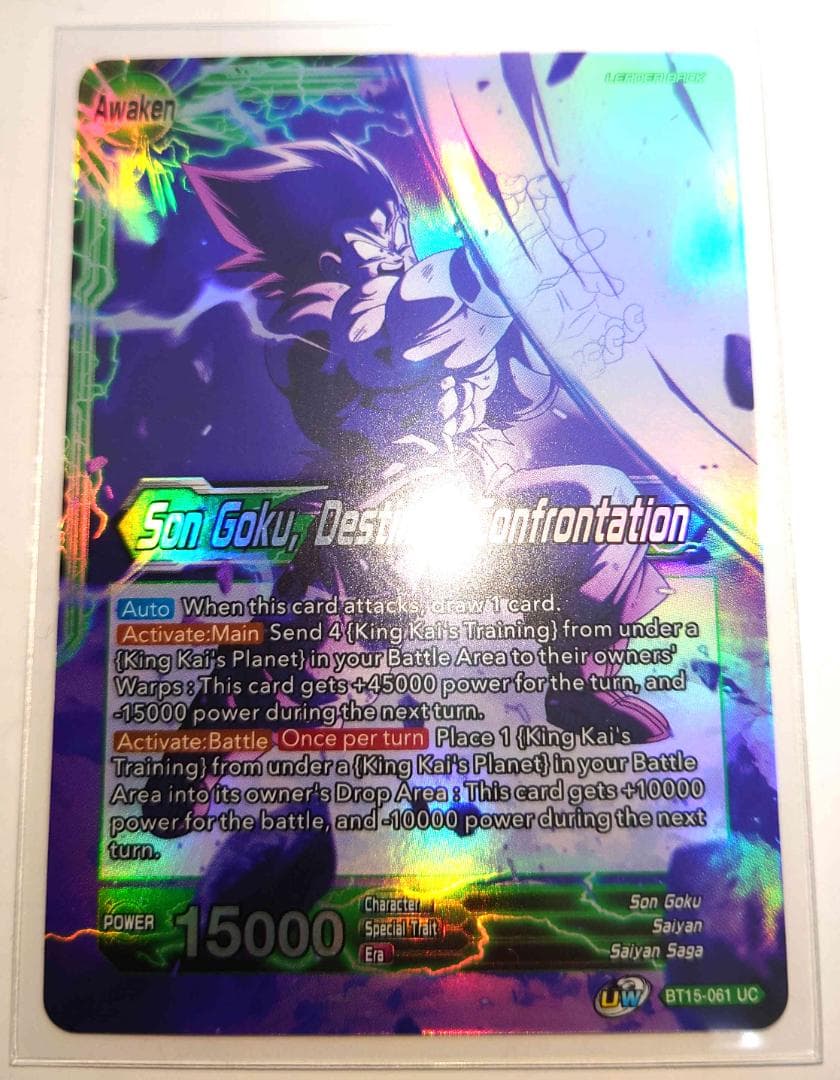 Awaken
LEADER BACK
Son Goku, Dest onfrontation
Auto When this card attacks, draw 1 card.
Activate:Main Send 4 {King Kai's Training} from under a
{King Kai's Planet} in your Battle Area to their owners'
Warps : This card gets +45000 power for the turn, and
-15000 power during the next turn.
Activate:Battle Once per turn Place 1 {King Kai's
Training} from under a {King Kai's Planet} in your Battle
Area into its owner's Drop Area : This card gets +10000
power for the battle, and -10000 power during the next
turn.
POWER 15000
Character Son Goku
Special Trait Saiyan
Era Saiyan Saga
UW BT15-061 UC